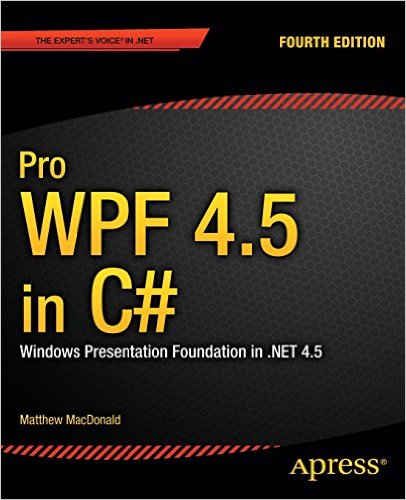 THE EXPERT'S VOICE® IN .NET
FOURTH EDITION
Pro
WPF 4.5
in C#
Windows Presentation Foundation in .NET 4.5
Matthew MacDonald
Apress®